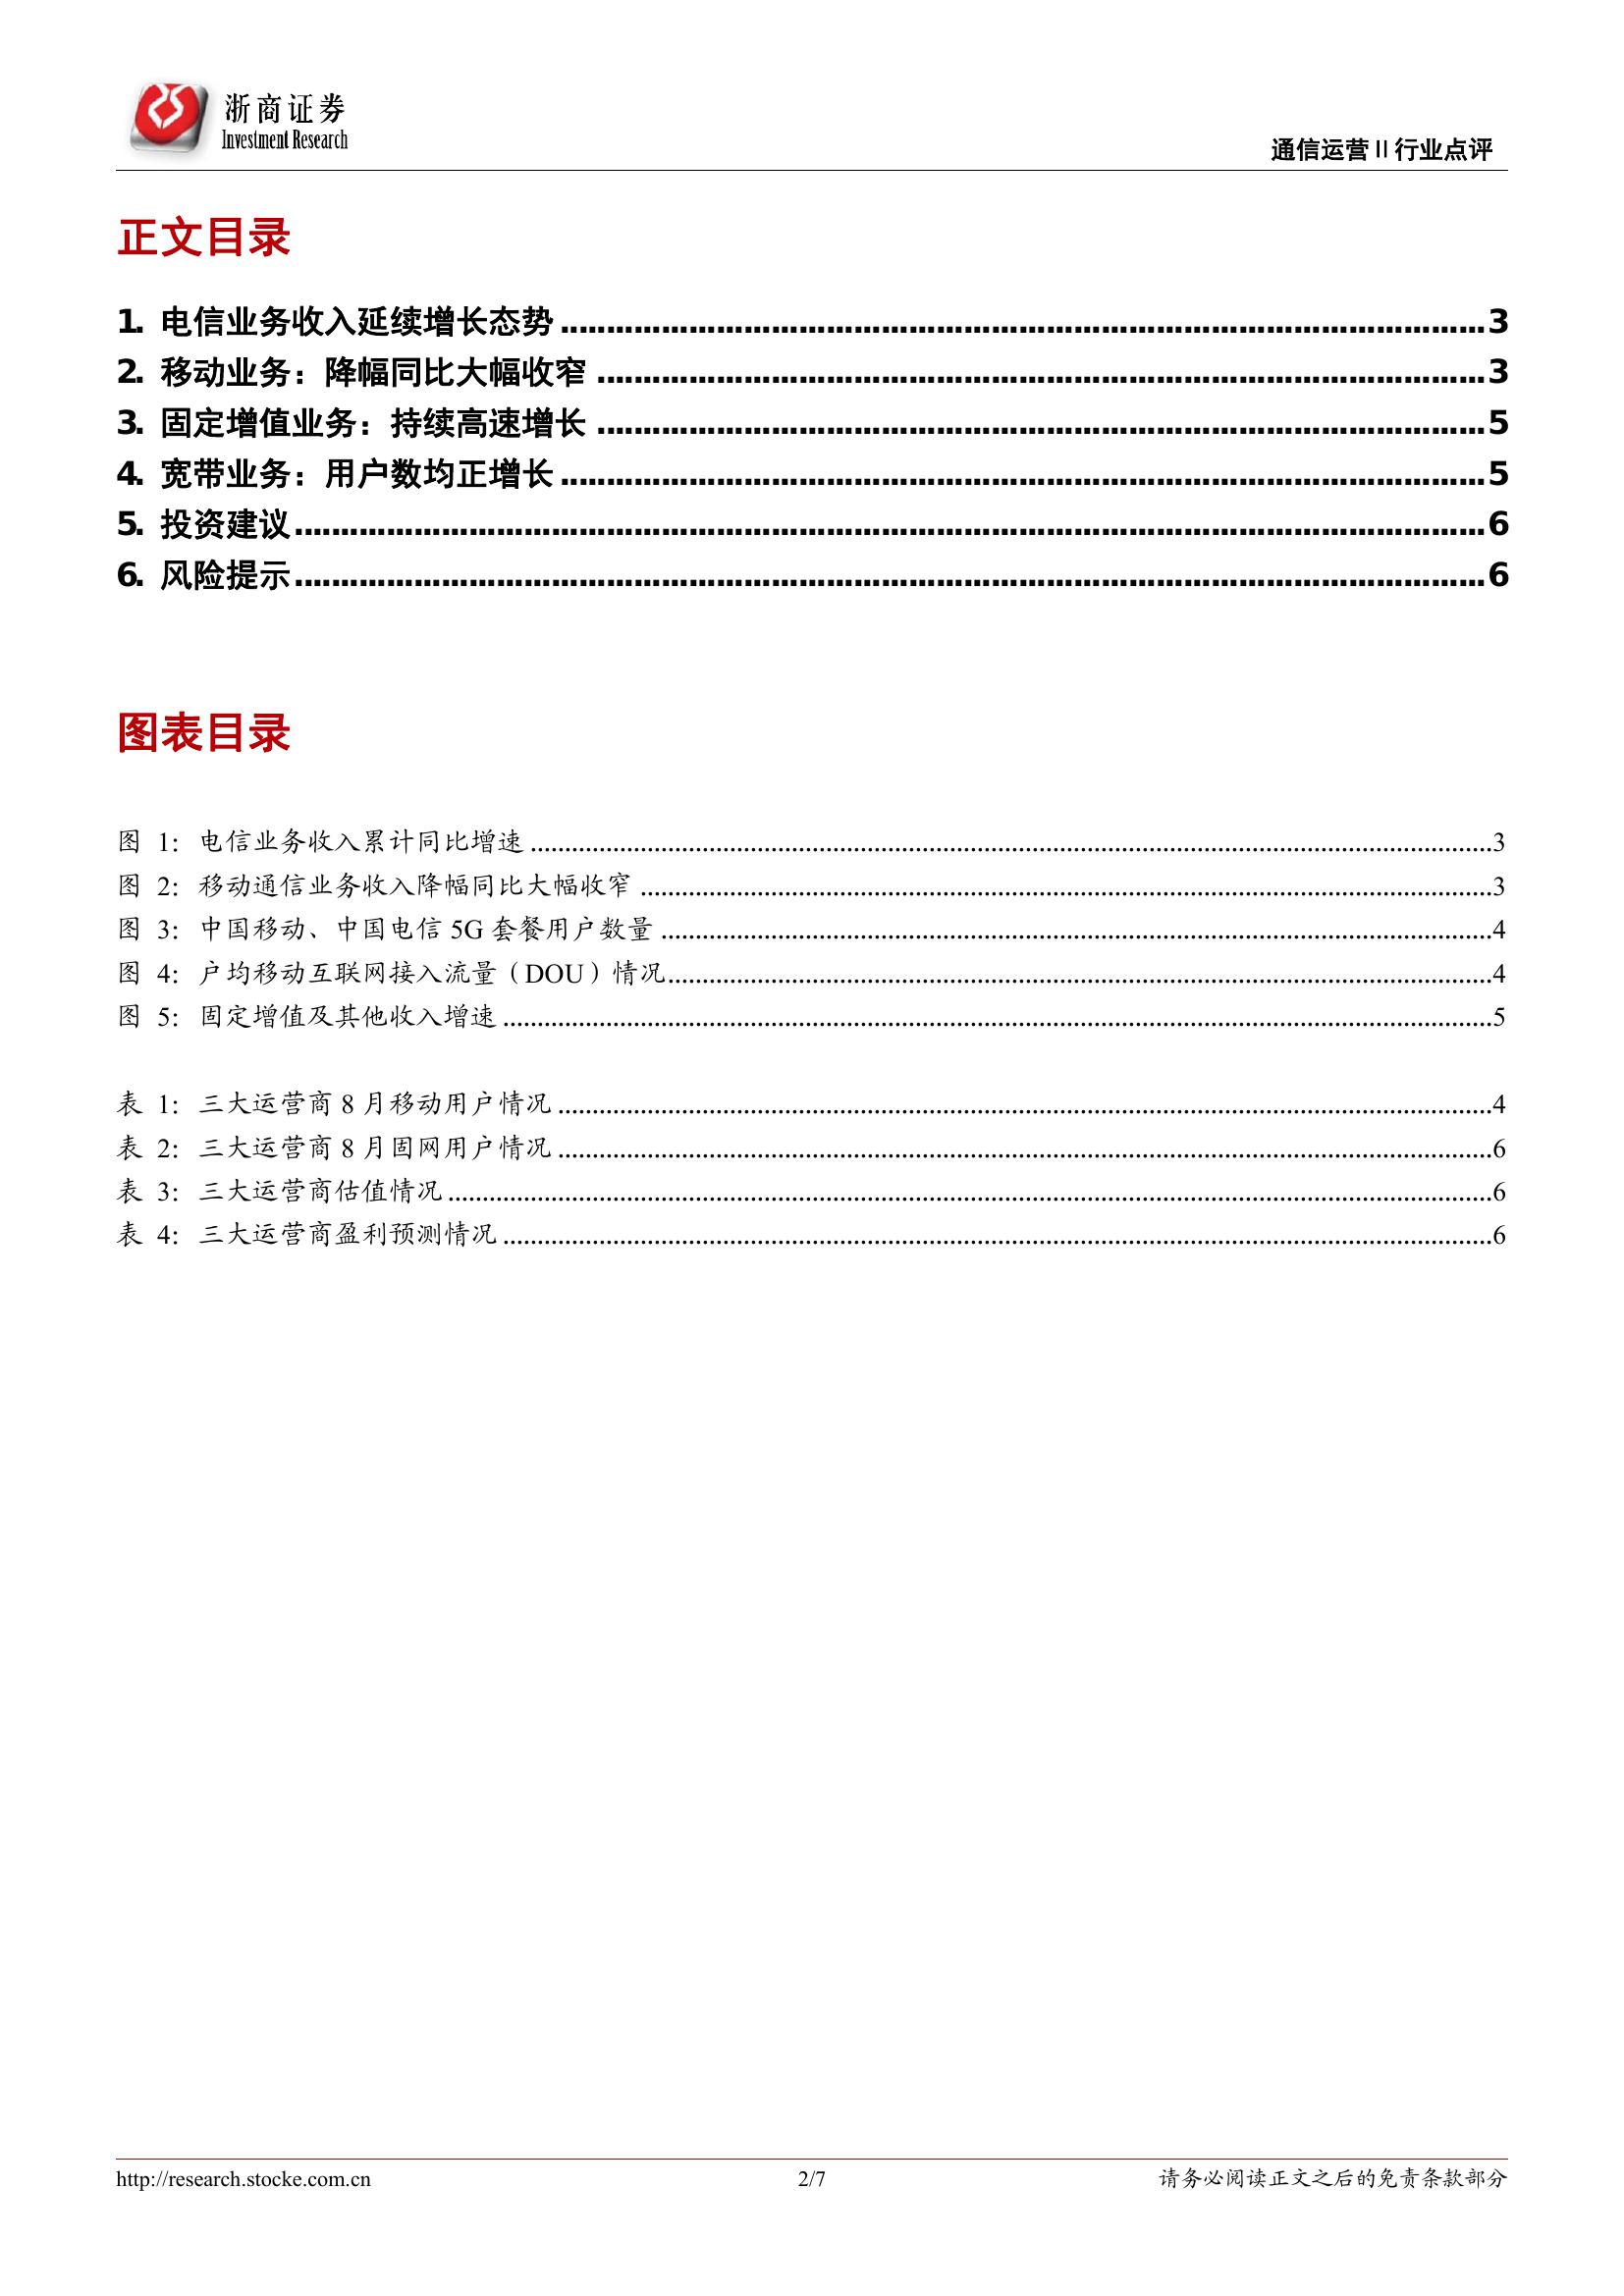 浙商证券
Investment Research
通信运营Ⅱ行业点评
正文目录
1. 电信业务收入延续增长态势 3
2. 移动业务：降幅同比大幅收窄 3
3. 固定增值业务：持续高速增长 5
4. 宽带业务：用户数均正增长 5
5. 投资建议 6
6. 风险提示 6
图表目录
图 1：电信业务收入累计同比增速 3
图 2：移动通信业务收入降幅同比大幅收窄 3
图 3：中国移动、中国电信 5G 套餐用户数量 4
图 4：户均移动互联网接入流量（DOU）情况 4
图 5：固定增值及其他收入增速 5
表 1：三大运营商 8 月移动用户情况 4
表 2：三大运营商 8 月固网用户情况 6
表 3：三大运营商估值情况 6
表 4：三大运营商盈利预测情况 6
http://research.stocke.com.cn 2/7 请务必阅读正文之后的免责条款部分